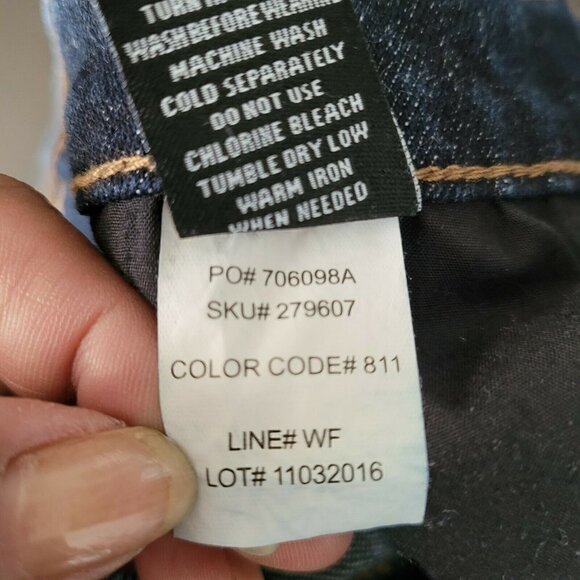 TURN
WASH BEFORE WEARING
MACHINE WASH
COLD SEPARATELY
DO NOT USE
CHLORINE BLEACH
TUMBLE DRY LOW
WARM IRON
WHEN NEEDED
PO# 706098A
SKU# 279607
COLOR CODE# 811
LINE# WF
LOT# 11032016